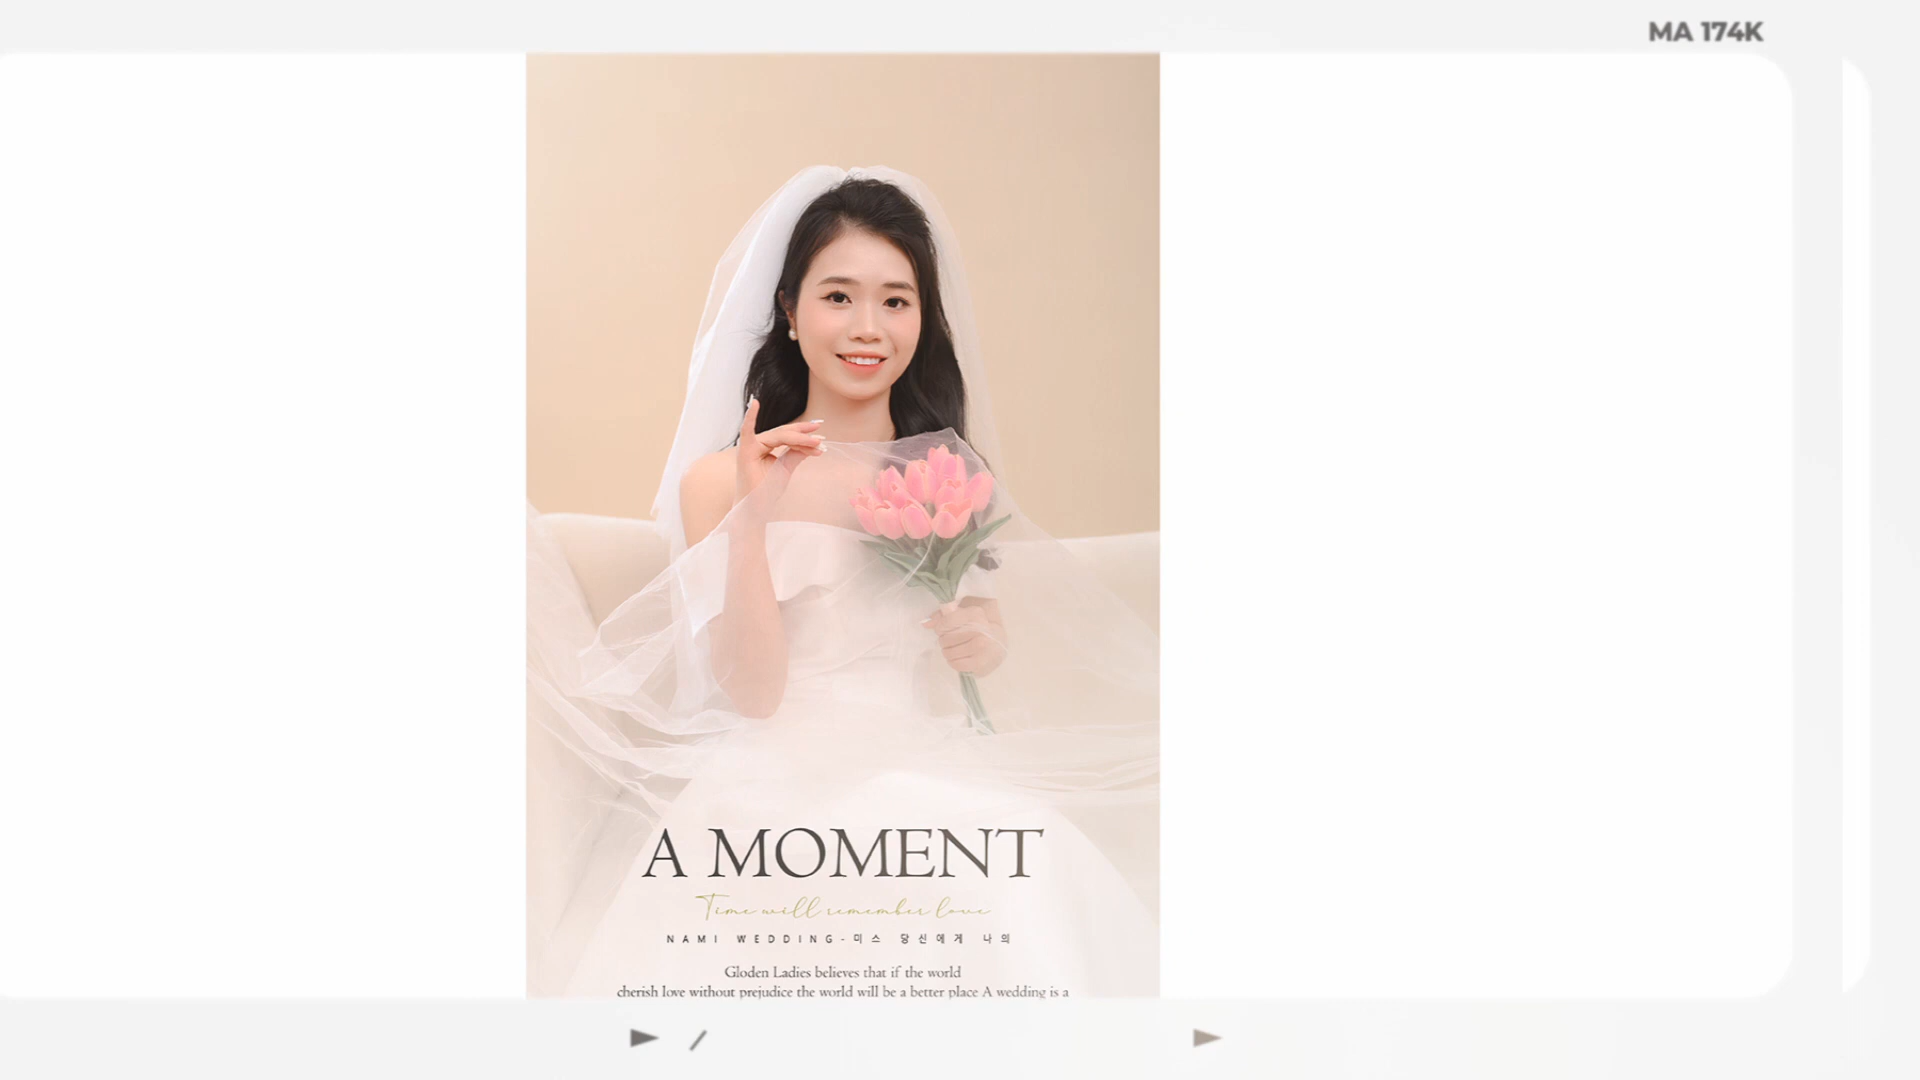 MA 174K
A MOMENT
Time will remember love
NAMI WEDDING-미스 당신에게 나의
Gloden Ladies believes that if the world
cherish love without prejudice the world will be a better place A wedding is a